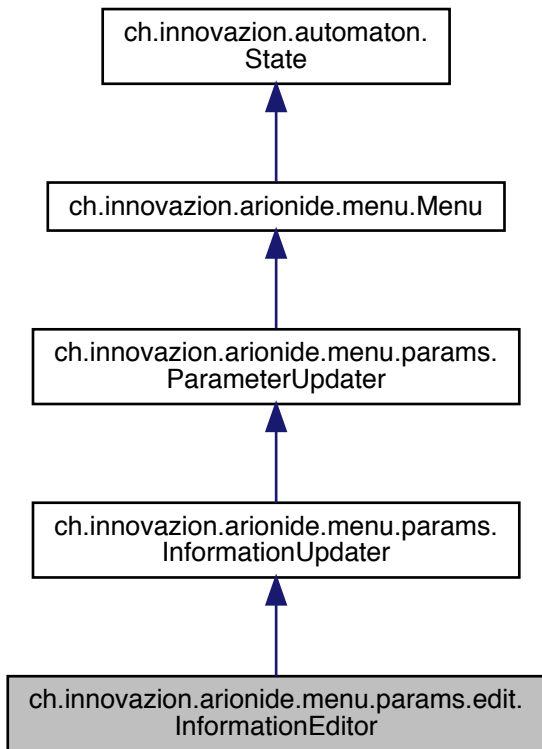 ch.innovazion.automaton.
State
ch.innovazion.arionide.menu.Menu
ch.innovazion.arionide.menu.params.
ParameterUpdater
ch.innovazion.arionide.menu.params.
InformationUpdater
ch.innovazion.arionide.menu.params.edit.
InformationEditor